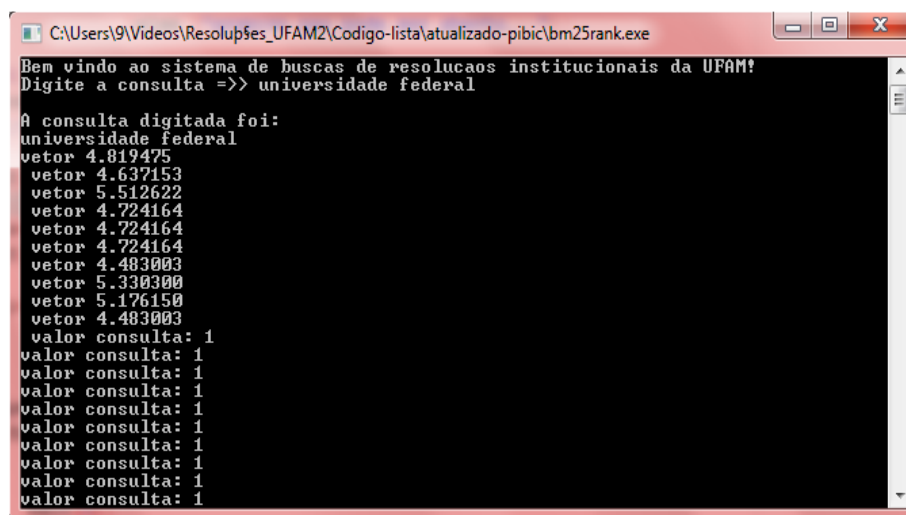 C:\Users\9\Videos\Resoluþ§es_UFAM2\Codigo-lista\atualizado-pibic\bm25rank.exe
Bem vindo ao sistema de buscas de resolucaos institucionais da UFAM!
Digite a consulta =>> universidade federal
A consulta digitada foi:
universidade federal
vetor 4.819475
vetor 4.637153
vetor 5.512622
vetor 4.724164
vetor 4.724164
vetor 4.724164
vetor 4.483003
vetor 5.330300
vetor 5.176150
vetor 4.483003
valor consulta: 1
valor consulta: 1
valor consulta: 1
valor consulta: 1
valor consulta: 1
valor consulta: 1
valor consulta: 1
valor consulta: 1
valor consulta: 1
valor consulta: 1